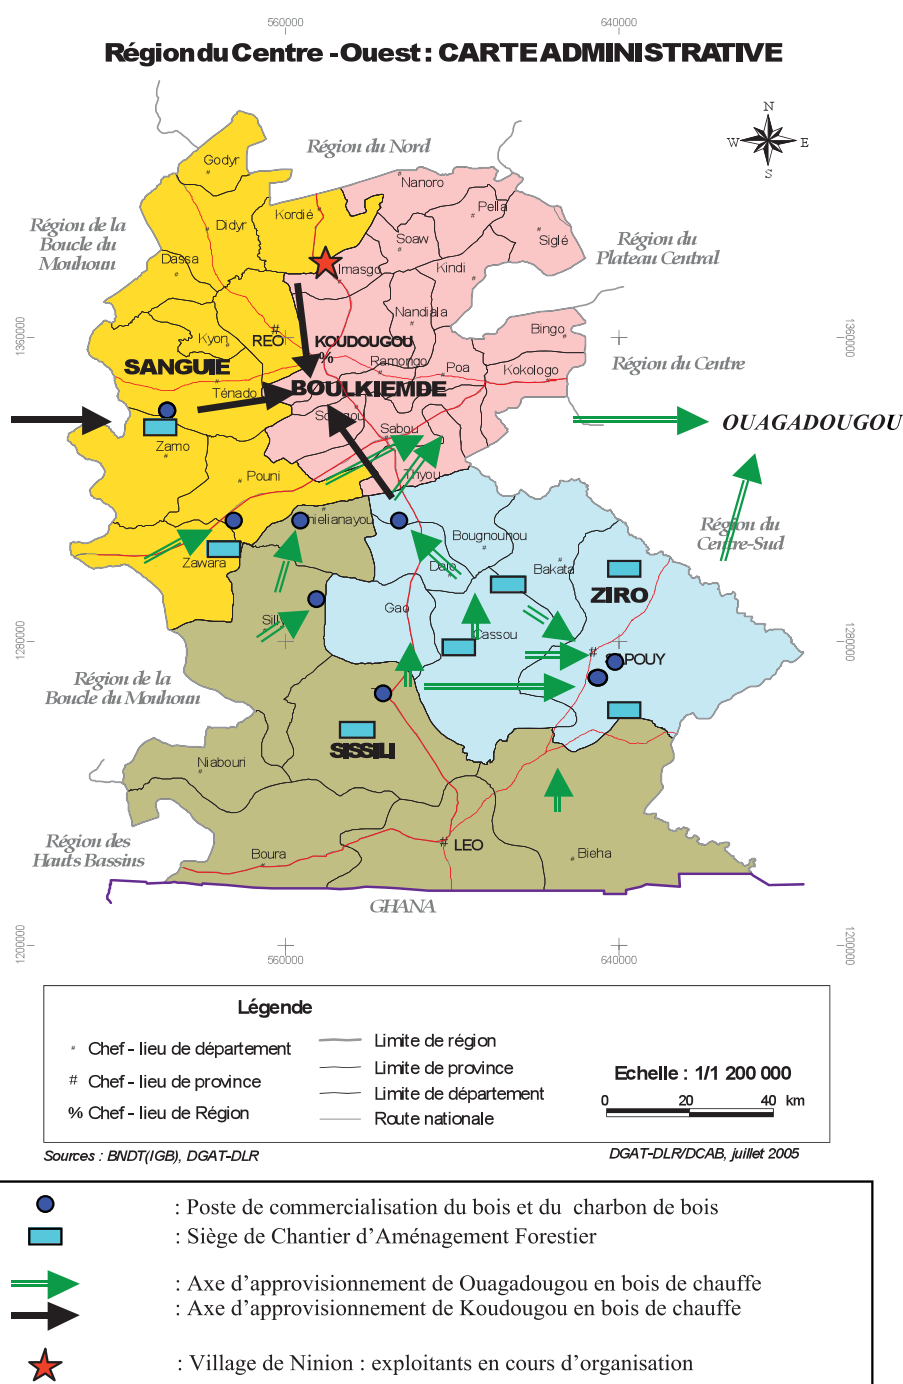 560000
640000
Région du Centre - Ouest : CARTE ADMINISTRATIVE
N
W
E
S
Région du Nord
Godyr
Nanoro
Kordié
Pella
Région de la
Boucle du
Mouhoun
Didyr
Soaw
Siglé
Région du
Plateau Central
Dassa
Imasgo
Kindi
Nandiala
Bingo
1360000
1360000
Kyon
#
REO
KOUDOUGOU
%
SANGUIE
Ramongo
Poa
Kokologo
Région du Centre
Ténado
BOULKIEMDE
Sabou
OUAGADOUGOU
Zamo
Pouni
Thyou
Bougnounou
Région du
Centre-Sud
Zawara
Dalo
Bakata
ZIRO
Gao
Silly
Cassou
1280000
1280000
#
SAPOUY
Région de la
Boucle du Mouhoun
SISSILI
Niabouri
Région des
Hauts Bassins
Boura
#
LEO
Bieha
GHANA
1200000
1200000
560000
640000
Légende
Chef - lieu de département
# Chef - lieu de province
% Chef - lieu de Région
Limite de région
Limite de province
Limite de département
Route nationale
Echelle : 1/1 200 000
0 20 40 km
Sources : BNDT(IGB), DGAT-DLR
DGAT-DLR/DCAB, juillet 2005
: Poste de commercialisation du bois et du charbon de bois
: Siège de Chantier d’Aménagement Forestier
: Axe d’approvisionnement de Ouagadougou en bois de chauffe
: Axe d’approvisionnement de Koudougou en bois de chauffe
: Village de Ninion : exploitants en cours d’organisation